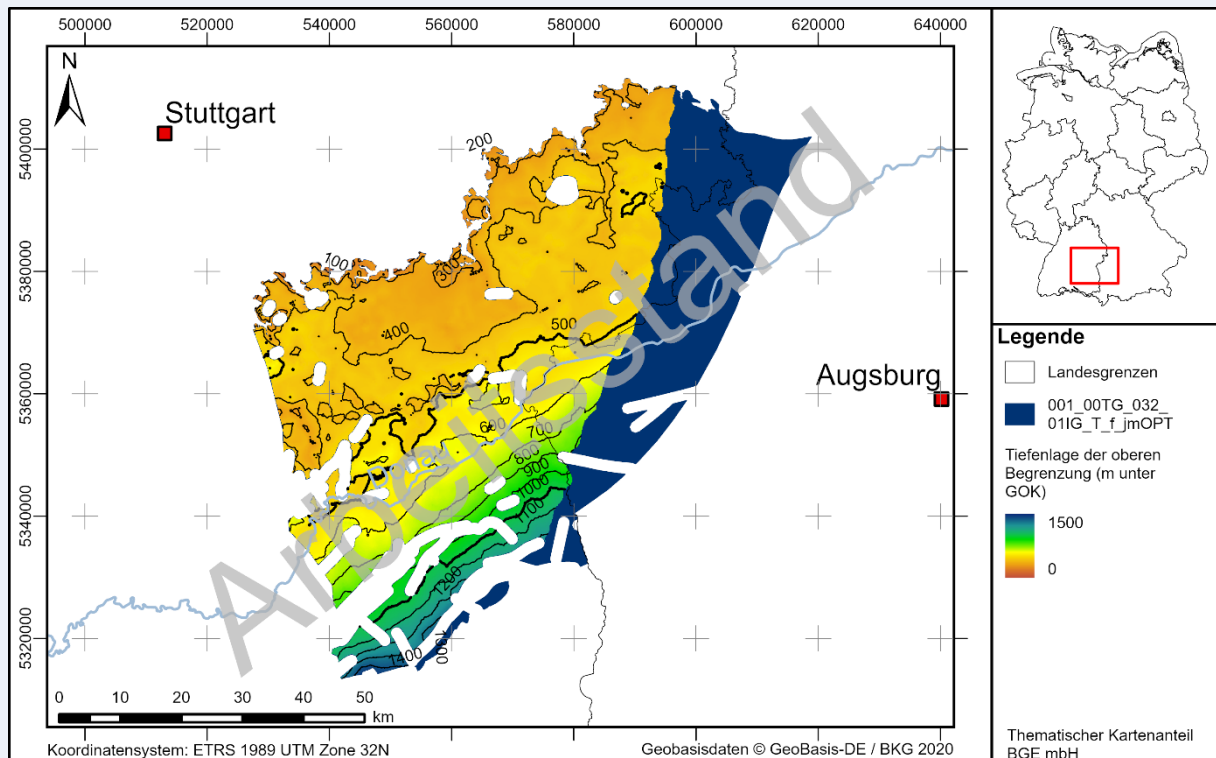 500000 520000 540000 560000 580000 600000 620000 640000
N
Stuttgart
5400000
5380000
5360000
5340000
5320000
200
100
300
400
500
Augsburg
600
700
800
900
1000
1100
1200
1400
1000
Arbeitsstand
0 10 20 30 40 50
km
Koordinatensystem: ETRS 1989 UTM Zone 32N
Geobasisdaten © GeoBasis-DE / BKG 2020
Legende
Landesgrenzen
001_00TG_032_
01IG_T_f_jmOPT
Tiefenlage der oberen
Begrenzung (m unter
GOK)
1500
0
Thematischer Kartenanteil
BGE mbH